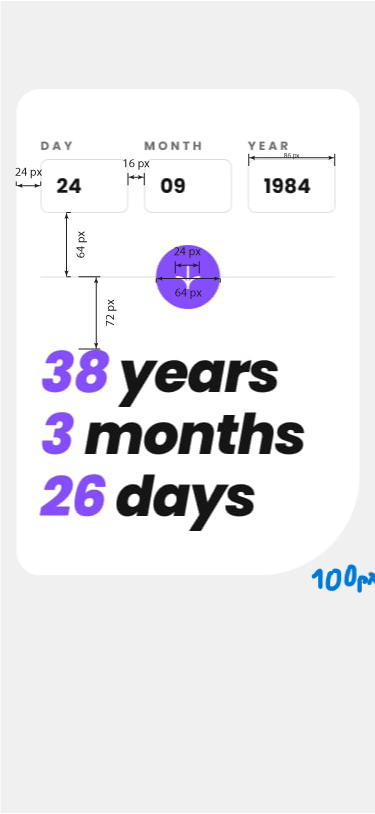 DAY MONTH YEAR
24 px 16 px 86 px
24 09 1984
64 px
24 px
64 px
72 px
38 years
3 months
26 days
100px